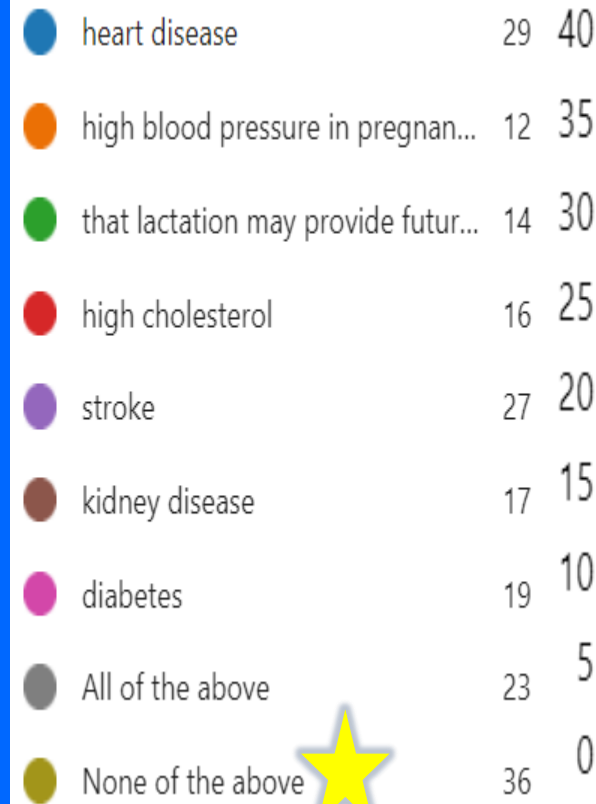 heart disease 29 40
high blood pressure in pregnan... 12 35
that lactation may provide futur... 14 30
high cholesterol 16 25
stroke 27 20
kidney disease 17 15
diabetes 19 10
All of the above 23 5
None of the above 36 0